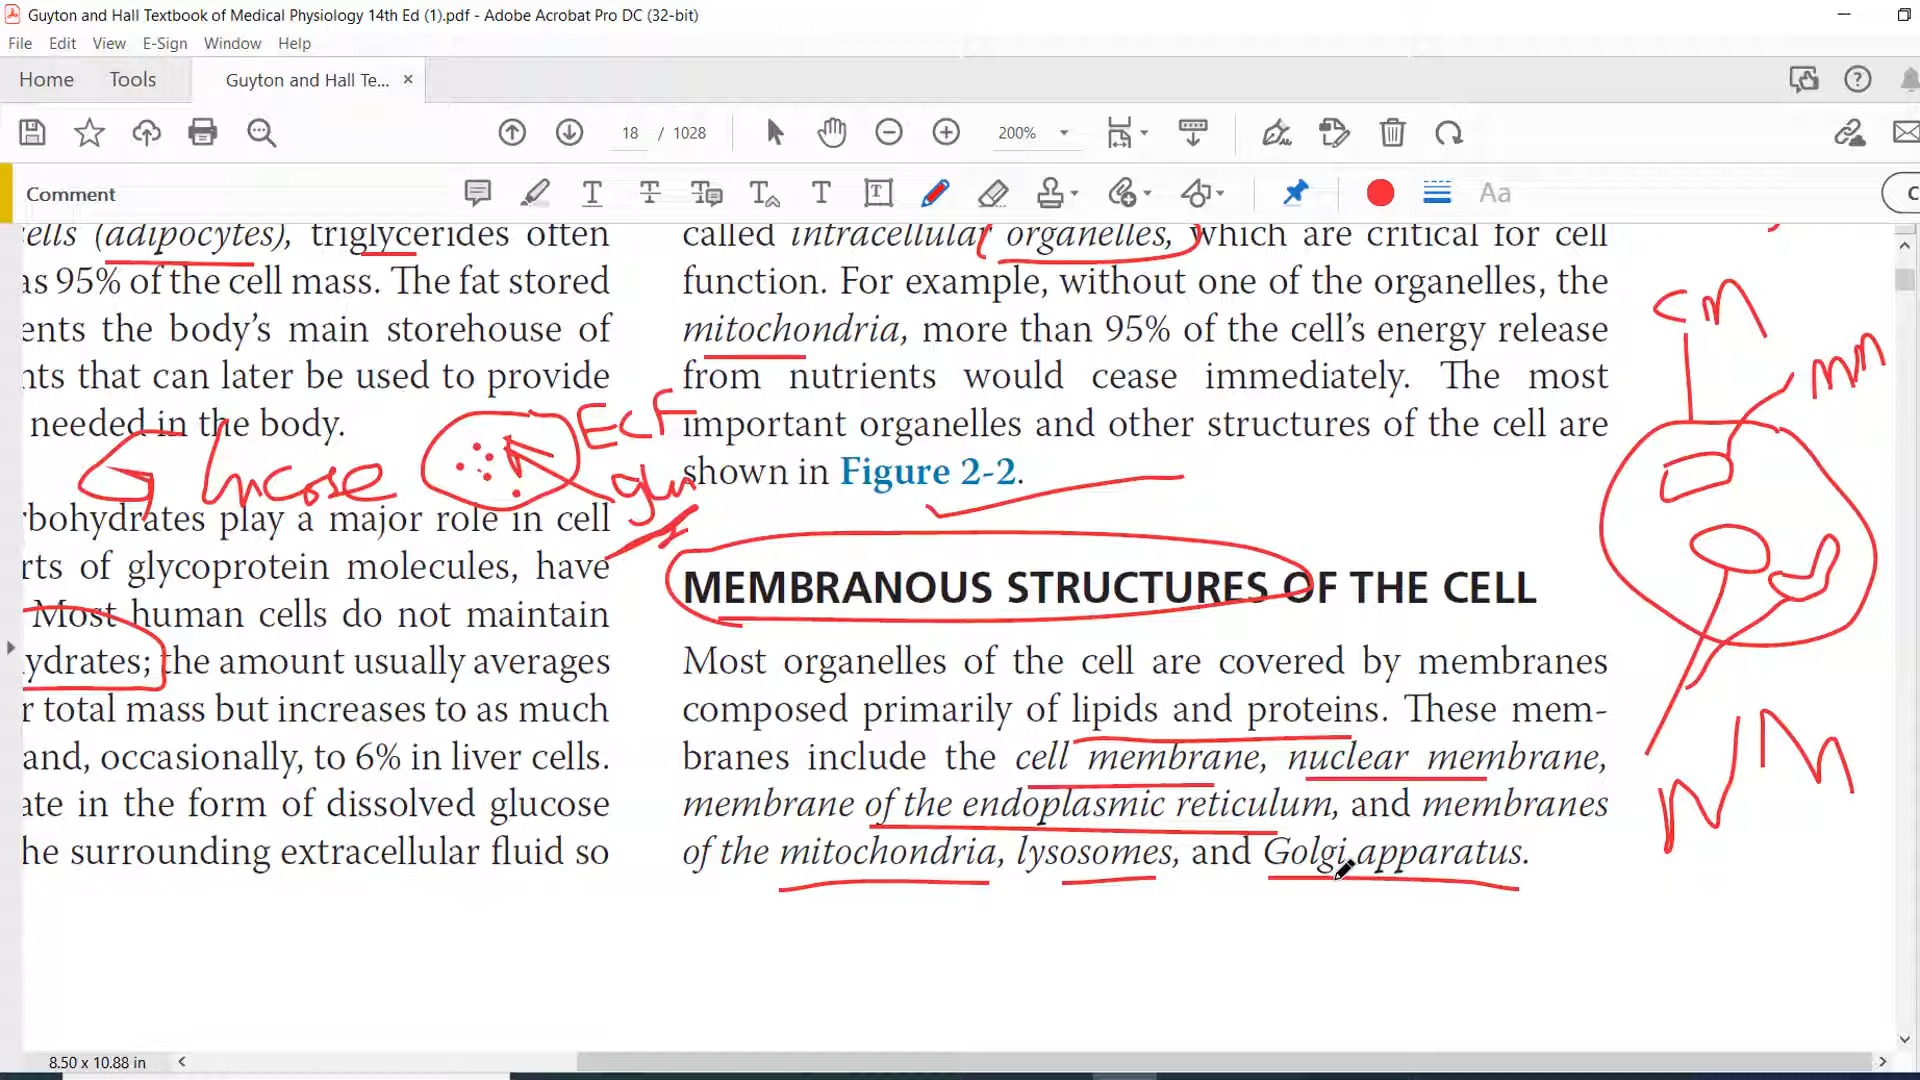 Guyton and Hall Textbook of Medical Physiology 14th Ed (1).pdf - Adobe Acrobat Pro DC (32-bit)
File Edit View E-Sign Window Help
Home Tools Guyton and Hall Te... ×
18 / 1028 200%
Comment Aa C
ells (adipocytes), triglycerides often
as 95% of the cell mass. The fat stored
ents the body's main storehouse of
nts that can later be used to provide
needed in the body.
Glucose ECF
glu
rbohydrates play a major role in cell
rts of glycoprotein molecules, have
Most human cells do not maintain
ydrates; the amount usually averages
r total mass but increases to as much
and, occasionally, to 6% in liver cells.
ate in the form of dissolved glucose
he surrounding extracellular fluid so
called intracellular organelles, which are critical for cell
function. For example, without one of the organelles, the
mitochondria, more than 95% of the cell's energy release
from nutrients would cease immediately. The most
important organelles and other structures of the cell are
shown in Figure 2-2.
MEMBRANOUS STRUCTURES OF THE CELL
Most organelles of the cell are covered by membranes
composed primarily of lipids and proteins. These mem-
branes include the cell membrane, nuclear membrane,
membrane of the endoplasmic reticulum, and membranes
of the mitochondria, lysosomes, and Golgi apparatus.
CM
MM
NM
8.50 x 10.88 in